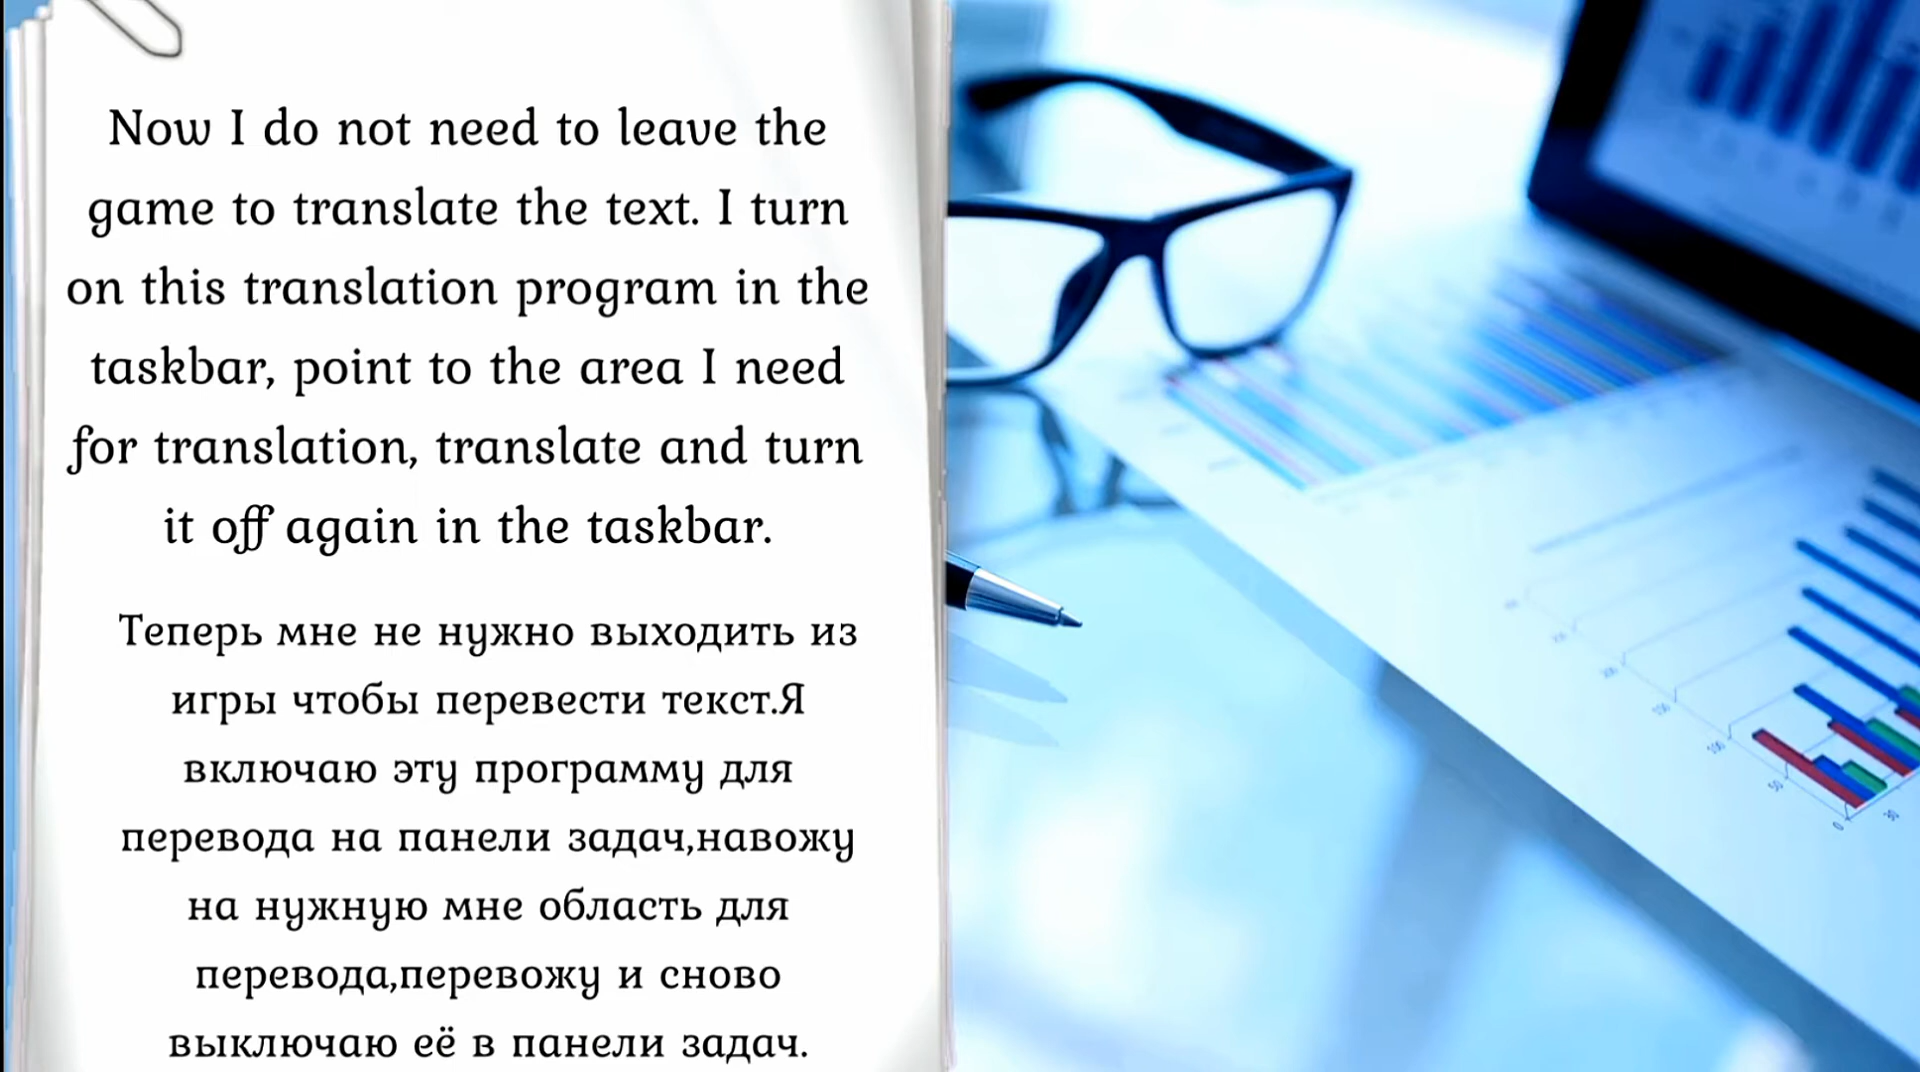 Now I do not need to leave the
game to translate the text. I turn
on this translation program in the
taskbar, point to the area I need
for translation, translate and turn
it off again in the taskbar.
Теперь мне не нужно выходить из
игры чтобы перевести текст.Я
включаю эту программу для
перевода на панели задач,навожу
на нужную мне область для
перевода,перевожу и сново
выключаю её в панели задач.